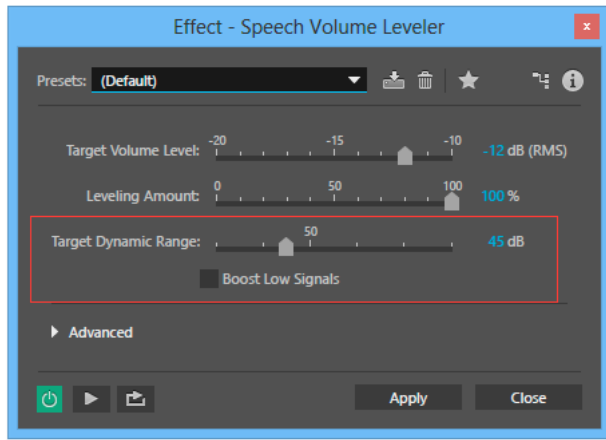 Effect - Speech Volume Leveler
x
Presets: (Default)
-20 -15 -10
Target Volume Level: -12 dB (RMS)
0 50 100
Leveling Amount: 100 %
50
Target Dynamic Range: 45 dB
Boost Low Signals
Advanced
Apply Close